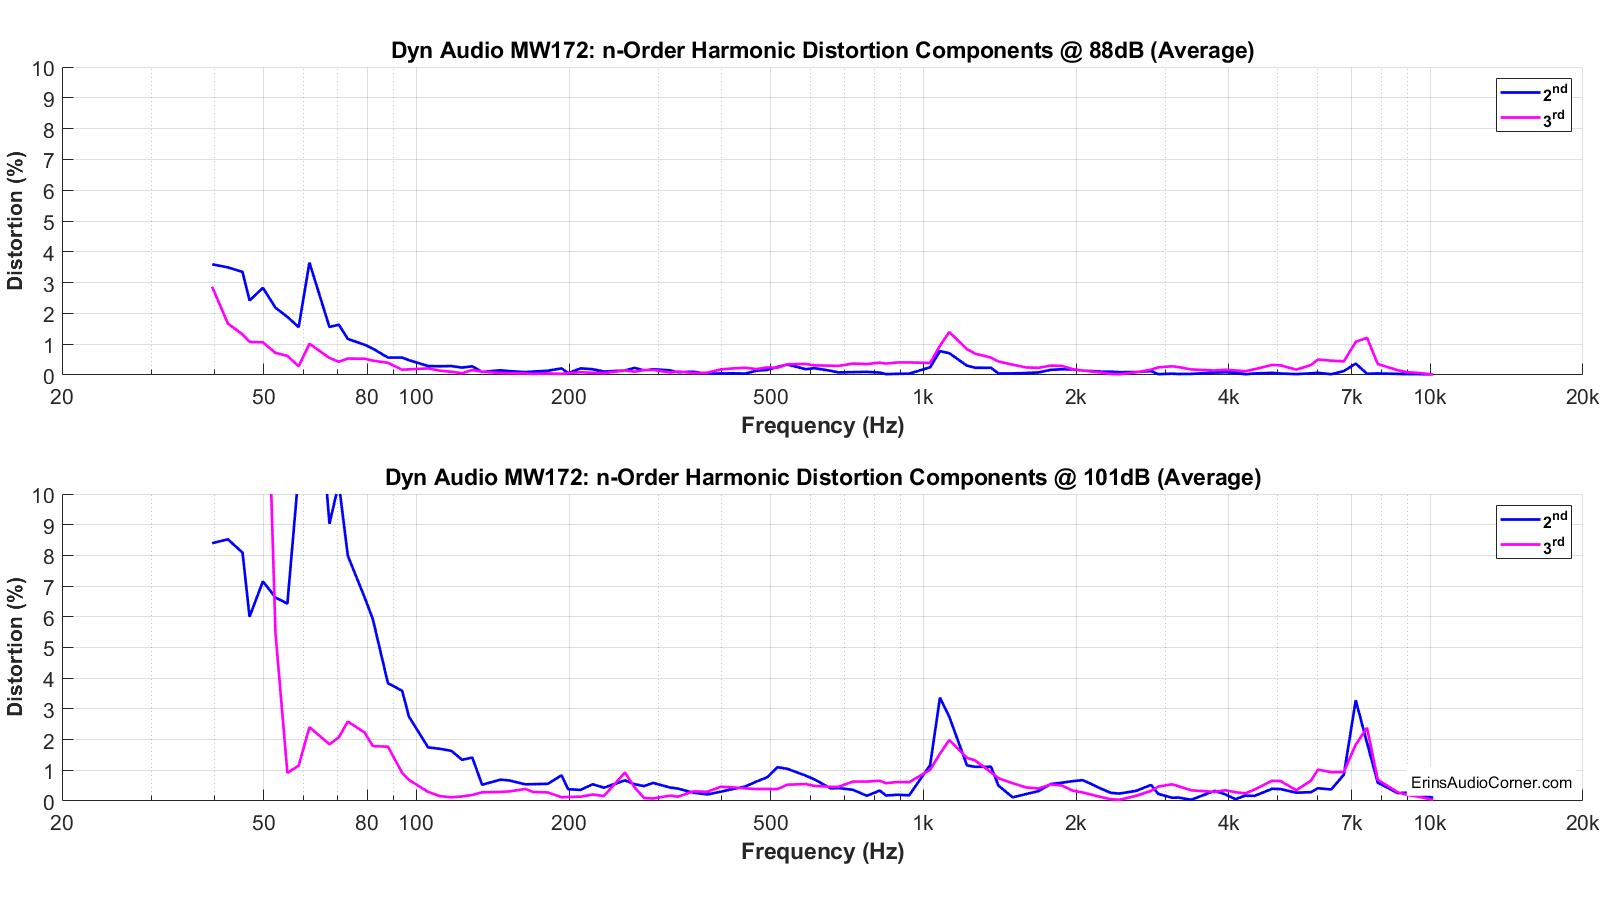 Dyn Audio MW172: n-Order Harmonic Distortion Components @ 88dB (Average)
10
9
8
7
6
5
4
3
2
1
0
Distortion (%)
2nd
3rd
20 50 80 100 200 500 1k 2k 4k 7k 10k 20k
Frequency (Hz)
Dyn Audio MW172: n-Order Harmonic Distortion Components @ 101dB (Average)
10
9
8
7
6
5
4
3
2
1
0
Distortion (%)
2nd
3rd
ErinsAudioCorner.com
20 50 80 100 200 500 1k 2k 4k 7k 10k 20k
Frequency (Hz)